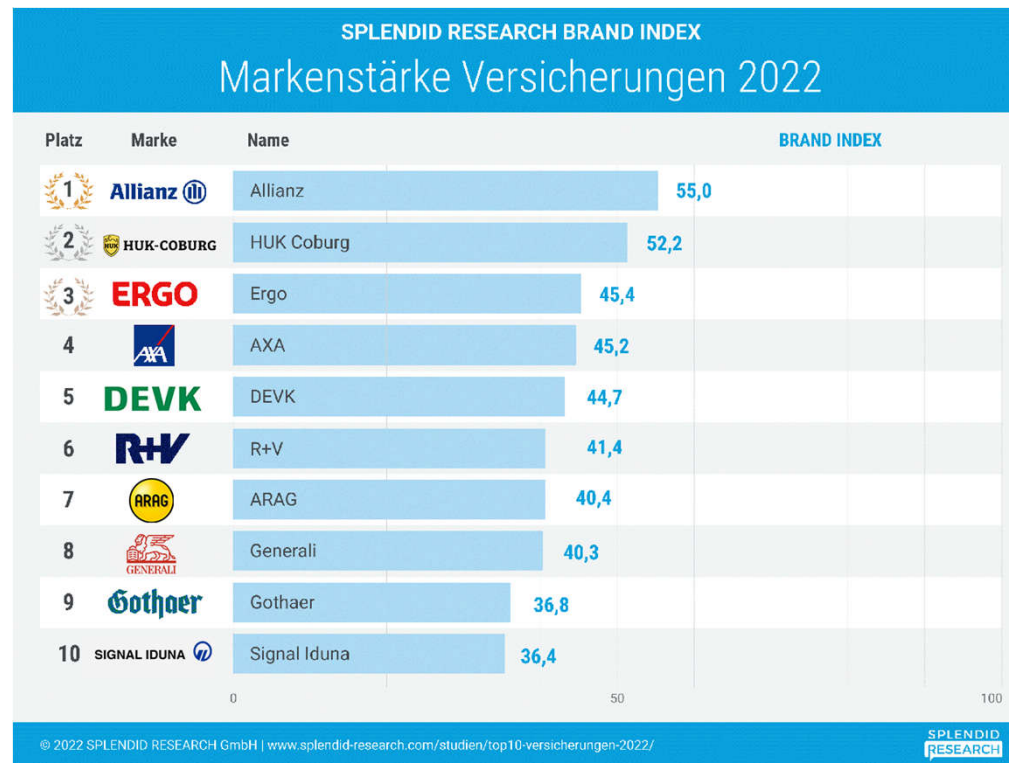 SPLENDID RESEARCH BRAND INDEX
Markenstärke Versicherungen 2022
Platz Marke Name BRAND INDEX
1 Allianz Allianz 55,0
2 HUK HUK-COBURG HUK Coburg 52,2
3 ERGO Ergo 45,4
4 AXA AXA 45,2
5 DEVK DEVK 44,7
6 R+V R+V 41,4
7 ARAG ARAG 40,4
8 GENERALI Generali 40,3
9 Gothaer Gothaer 36,8
10 SIGNAL IDUNA Signal Iduna 36,4
0 50 100
© 2022 SPLENDID RESEARCH GmbH | www.splendid-research.com/studien/top10-versicherungen-2022/
SPLENDID
RESEARCH